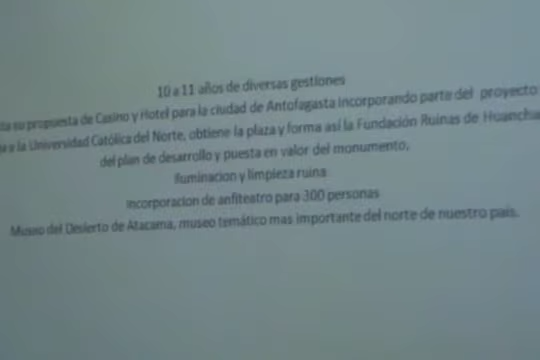 10 a 11 años de diversas gestiones
su propuesta de Casino y Hotel para la ciudad de Antofagasta incorporando parte del proyecto
a la Universidad Católica del Norte, obtiene la plaza y forma así la Fundación Ruinas de Huancha
del plan de desarrollo y puesta en valor del monumento,
Iluminacion y limpieza ruina
Incorporacion de anfiteatro para 300 personas
Museo del Desierto de Atacama, museo temático mas importante del norte de nuestro país.